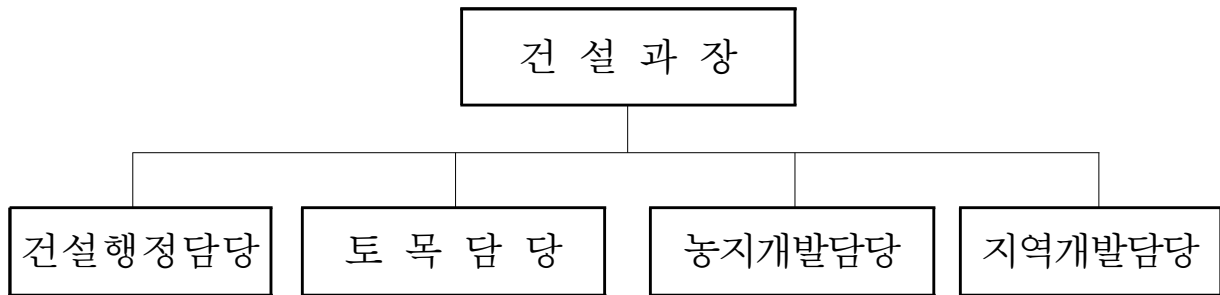 건 설 과 장
건설행정담당
토 목 담 당
농지개발담당
지역개발담당